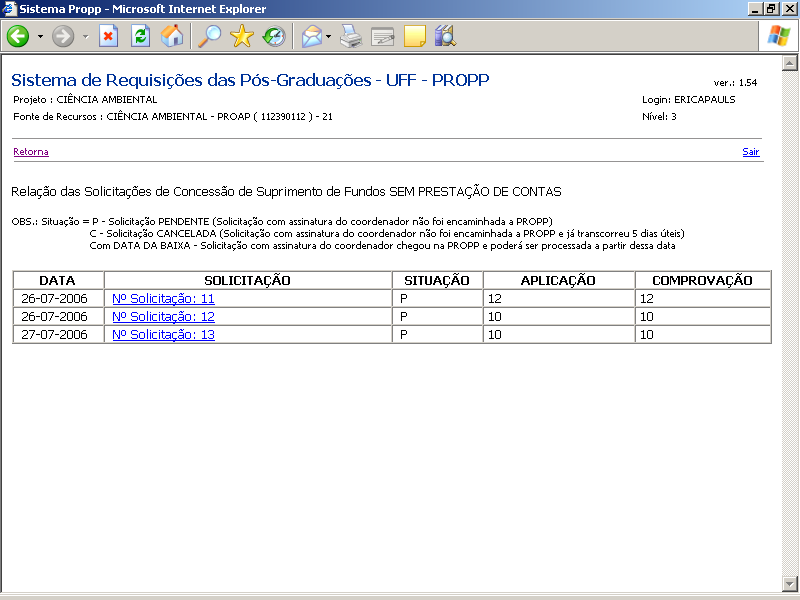 Sistema Propp - Microsoft Internet Explorer
Sistema de Requisições das Pós-Graduações - UFF - PROPP
ver.: 1.54
Projeto : CIÊNCIA AMBIENTAL
Login: ERICAPAULS
Fonte de Recursos : CIÊNCIA AMBIENTAL - PROAP ( 112390112 ) - 21
Nível: 3
Retorna
Sair
Relação das Solicitações de Concessão de Suprimento de Fundos SEM PRESTAÇÃO DE CONTAS
OBS.: Situação = P - Solicitação PENDENTE (Solicitação com assinatura do coordenador não foi encaminhada a PROPP)
C - Solicitação CANCELADA (Solicitação com assinatura do coordenador não foi encaminhada a PROPP e já transcorreu 5 dias úteis)
Com DATA DA BAIXA - Solicitação com assinatura do coordenador chegou na PROPP e poderá ser processada a partir dessa data
DATA SOLICITAÇÃO SITUAÇÃO APLICAÇÃO COMPROVAÇÃO
26-07-2006 Nº Solicitação: 11 P 12 12
26-07-2006 Nº Solicitação: 12 P 10 10
27-07-2006 Nº Solicitação: 13 P 10 10